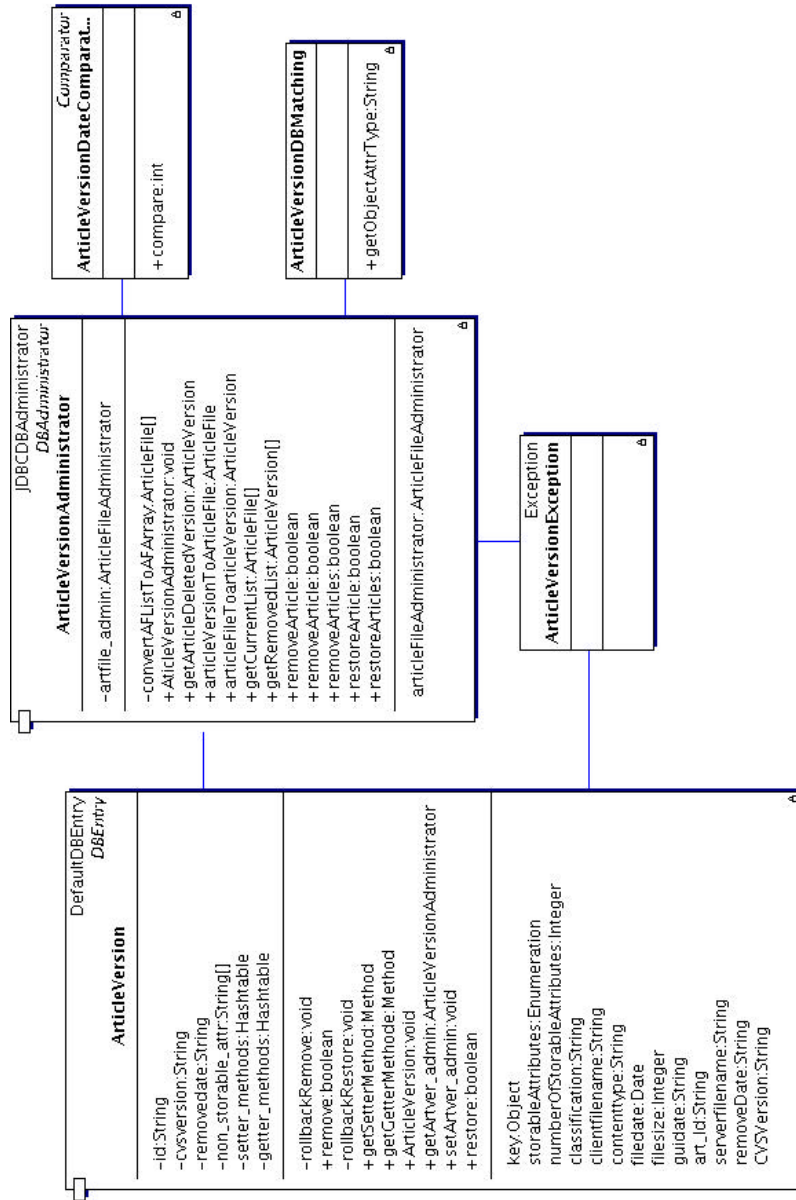 DefaultDBEntry
DBEntry
ArticleVersion
-id:String
-cvsversion:String
-removedate:String
-non_storable_attr:String[]
-setter_methods:Hashtable
-getter_methods:Hashtable
-rollbackRemove:void
+remove:boolean
-rollbackRestore:void
+getSetterMethod:Method
+getGetterMethode:Method
+ArticleVersion:void
+getArtver_admin:ArticleVersionAdministrator
+setArtver_admin:void
+restore:boolean
key:Object
storableAttributes:Enumeration
numberOfStorableAttributes:Integer
classification:String
clientfilename:String
contenttype:String
filedate:Date
filesize:Integer
guidate:String
art_Id:String
serverfilename:String
removeDate:String
CVSVersion:String
JDBCDBAdministrator
DBAdministrator
ArticleVersionAdministrator
-artfile_admin:ArticleFileAdministrator
-convertAFListToAFArray:ArticleFile[]
+AticleVersionAdministrator:void
+getArticleDeletedVersion:ArticleVersion
+articleVersionToArticleFile:ArticleFile
+articleFileToarticleVersion:ArticleVersion
+getCurrentList:ArticleFile[]
+getRemovedList:ArticleVersion[]
+removeArticle:boolean
+removeArticle:boolean
+removeArticles:boolean
+restoreArticle:boolean
+restoreArticles:boolean
articleFileAdministrator:ArticleFileAdministrator
Exception
ArticleVersionException
Comparator
ArticleVersionDateComparat...
+compare:int
ArticleVersionDBMatching
+getObjectAttrType:String